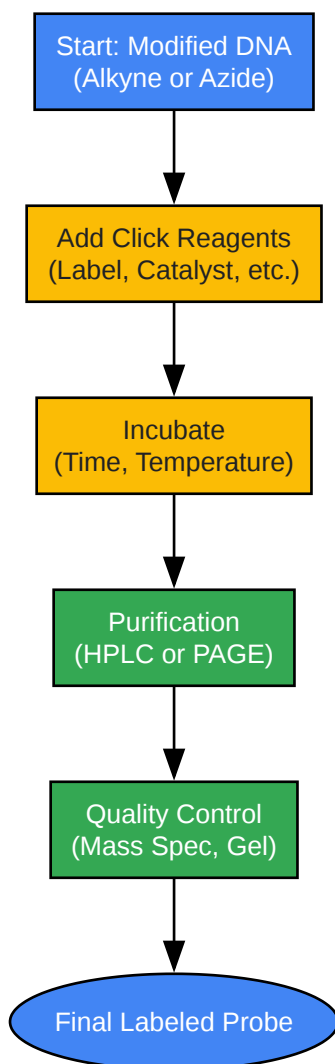 Start: Modified DNA
(Alkyne or Azide)
Add Click Reagents
(Label, Catalyst, etc.)
Incubate
(Time, Temperature)
Purification
(HPLC or PAGE)
Quality Control
(Mass Spec, Gel)
Final Labeled Probe